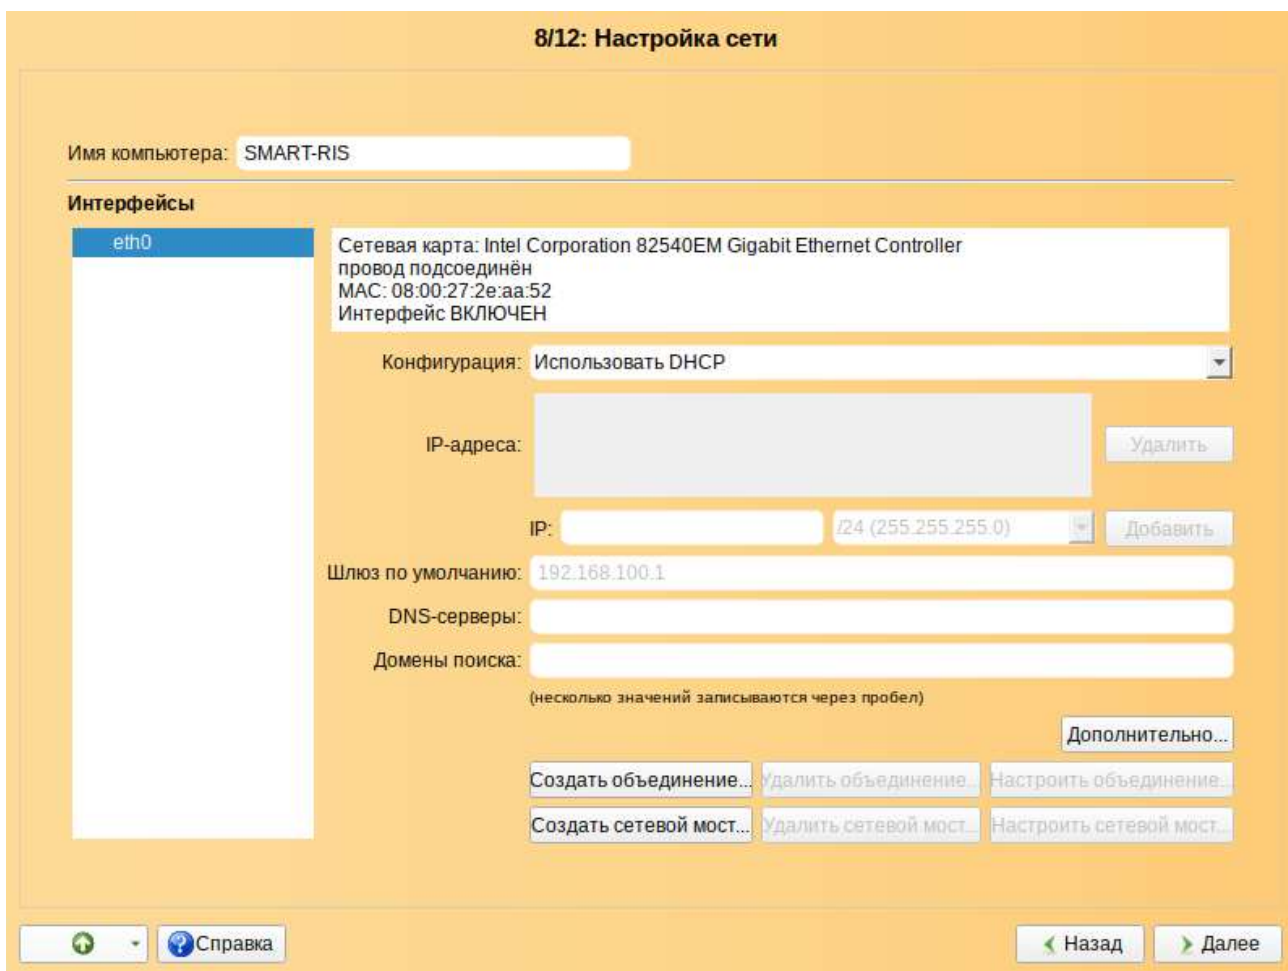 8/12: Настройка сети
Имя компьютера: SMART-RIS
Интерфейсы
eth0
Сетевая карта: Intel Corporation 82540EM Gigabit Ethernet Controller
провод подсоединён
MAC: 08:00:27:2e:aa:52
Интерфейс ВКЛЮЧЕН
Конфигурация: Использовать DHCP
IP-адреса: Удалить
IP: /24 (255.255.255.0) Добавить
Шлюз по умолчанию: 192.168.100.1
DNS-серверы:
Домены поиска:
(несколько значений записываются через пробел)
Дополнительно...
Создать объединение... Удалить объединение... Настроить объединение...
Создать сетевой мост... Удалить сетевой мост... Настроить сетевой мост...
Справка Назад Далее